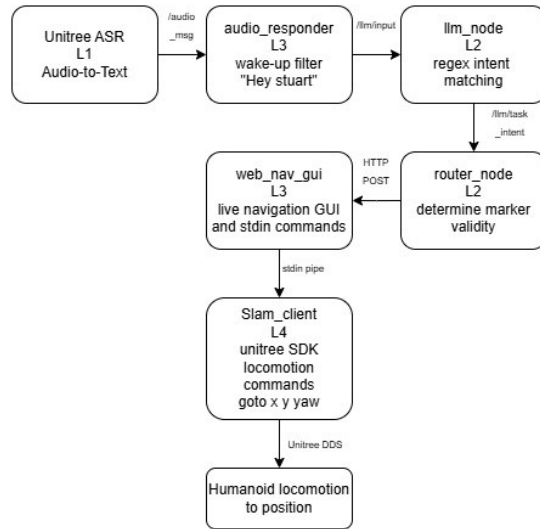 Unitree ASR
L1
Audio-to-Text
/audio
_msg
audio_responder
L3
wake-up filter
"Hey stuart"
/llm/input
llm_node
L2
regex intent
matching
/llm/task
_intent
router_node
L2
determine marker
validity
HTTP
POST
web_nav_gui
L3
live navigation GUI
and stdin commands
stdin pipe
Slam_client
L4
unitree SDK
locomotion
commands
goto x y yaw
Unitree DDS
Humanoid locomotion
to position